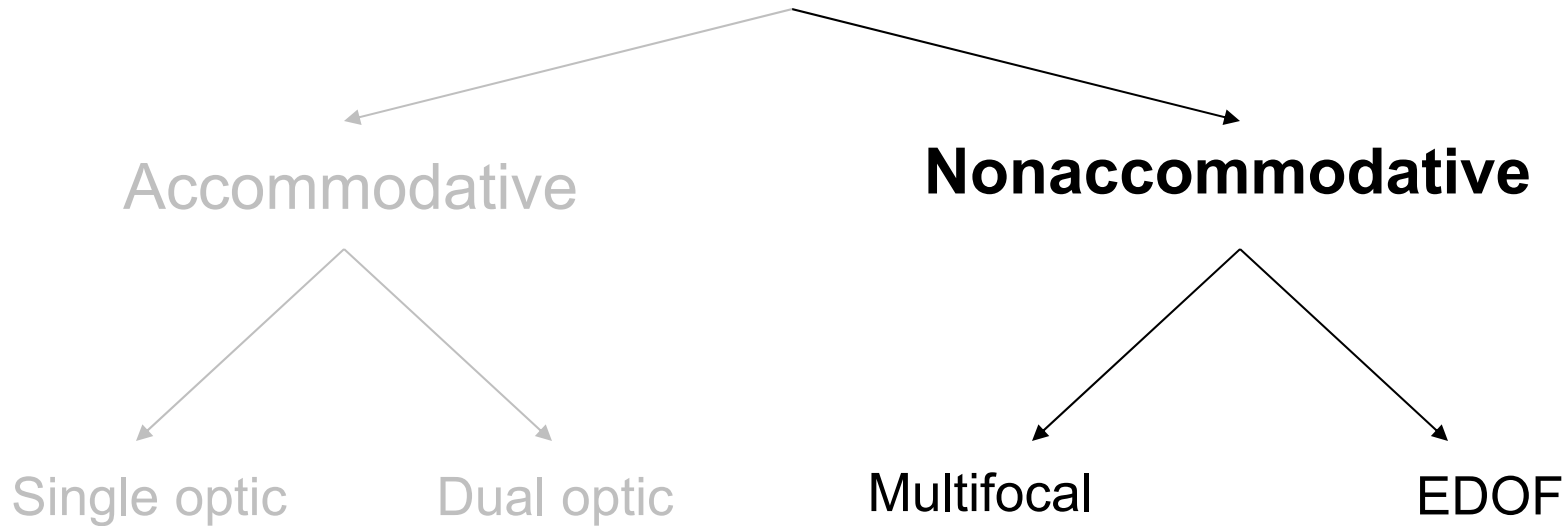 Accommodative
Nonaccommodative
Single optic
Dual optic
Multifocal
EDOF